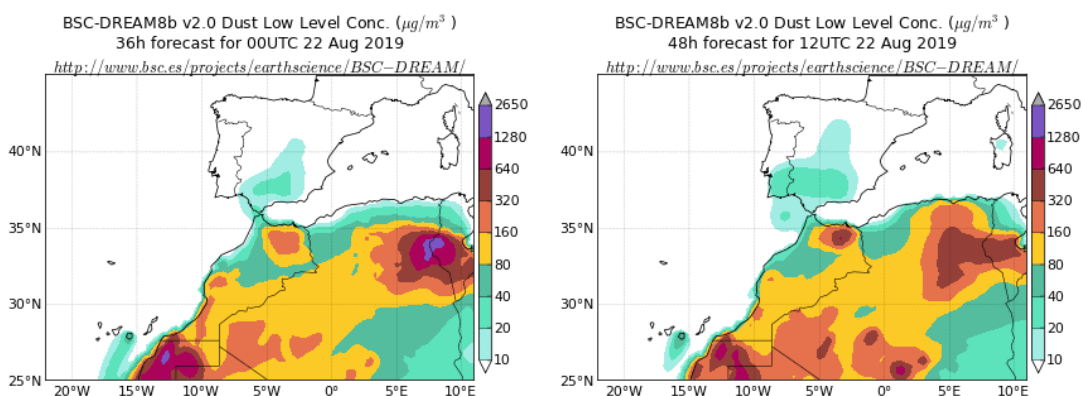 BSC-DREAM8b v2.0 Dust Low Level Conc. (μg/m³ )
36h forecast for 00UTC 22 Aug 2019
http://www.bsc.es/projects/earthscience/BSC−DREAM/
40°N
35°N
30°N
25°N
20°W 15°W 10°W 5°W 0°E 5°E 10°E
2650
1280
640
320
160
80
40
20
10
BSC-DREAM8b v2.0 Dust Low Level Conc. (μg/m³ )
48h forecast for 12UTC 22 Aug 2019
http://www.bsc.es/projects/earthscience/BSC−DREAM/
40°N
35°N
30°N
25°N
20°W 15°W 10°W 5°W 0°E 5°E 10°E
2650
1280
640
320
160
80
40
20
10